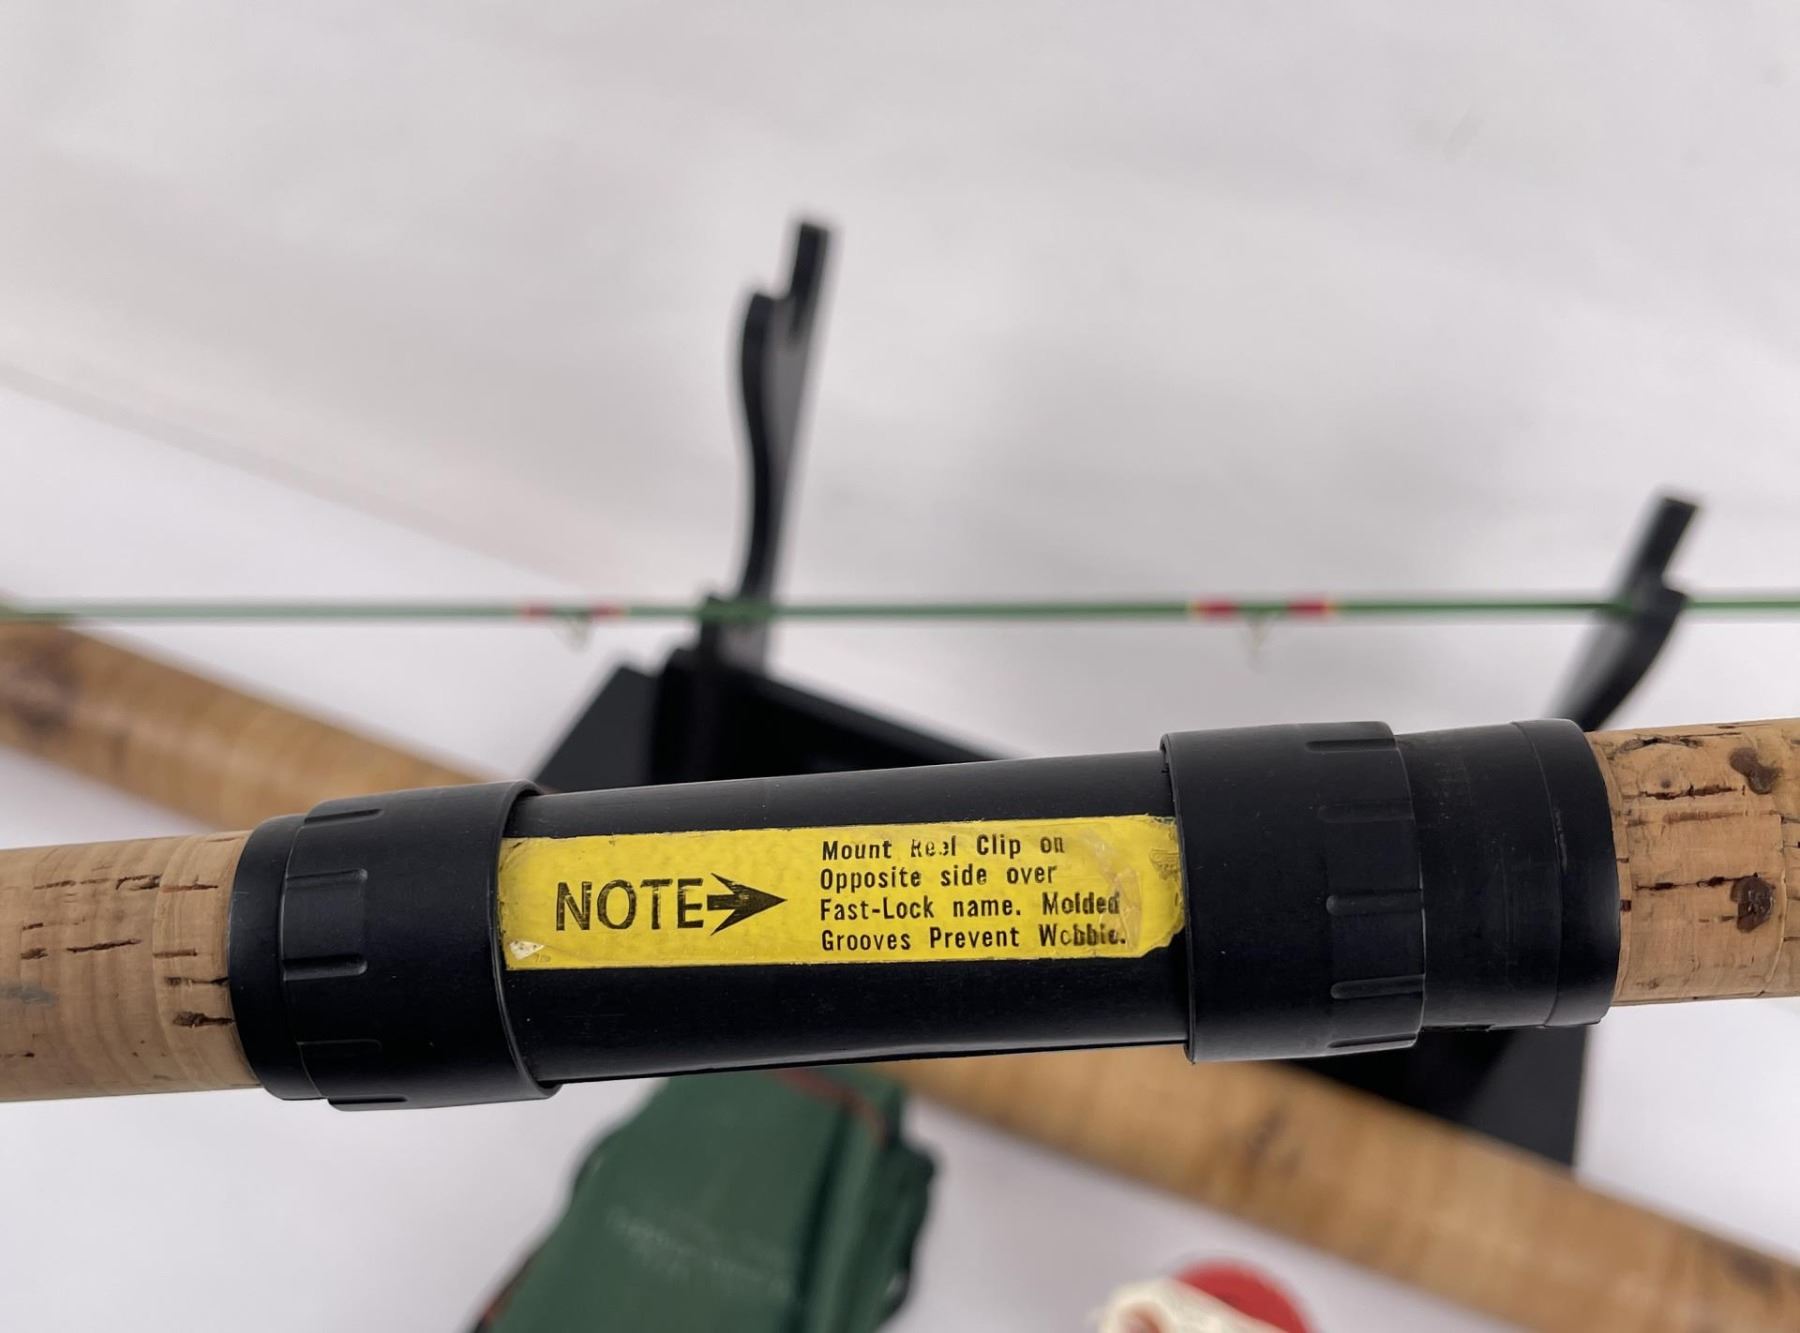 NOTE
Mount Reel Clip on
Opposite side over
Fast-Lock name. Molded
Grooves Prevent Wobble.